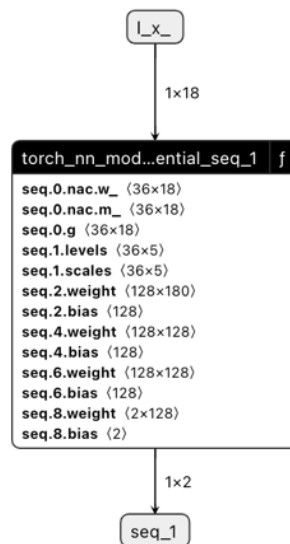 l_x_
1×18
torch_nn_mod...ential_seq_1 ƒ
seq.0.nac.w_ ⟨36×18⟩
seq.0.nac.m_ ⟨36×18⟩
seq.0.g ⟨36×18⟩
seq.1.levels ⟨36×5⟩
seq.1.scales ⟨36×5⟩
seq.2.weight ⟨128×180⟩
seq.2.bias ⟨128⟩
seq.4.weight ⟨128×128⟩
seq.4.bias ⟨128⟩
seq.6.weight ⟨128×128⟩
seq.6.bias ⟨128⟩
seq.8.weight ⟨2×128⟩
seq.8.bias ⟨2⟩
1×2
seq_1